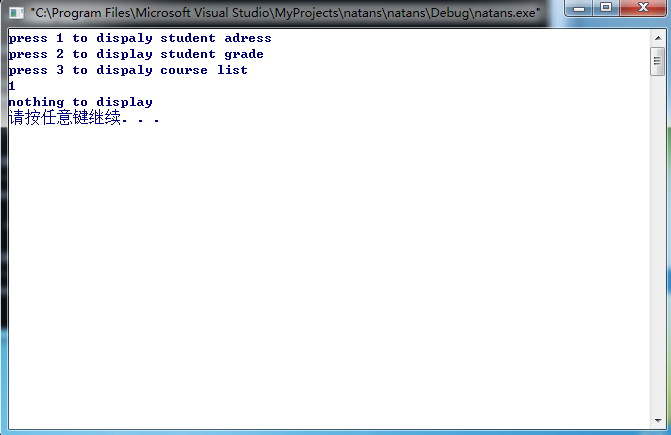 "C:\Program Files\Microsoft Visual Studio\MyProjects\natans\natans\Debug\natans.exe"
press 1 to dispaly student adress
press 2 to display student grade
press 3 to dispaly course list
1
nothing to display
请按任意键继续. . .